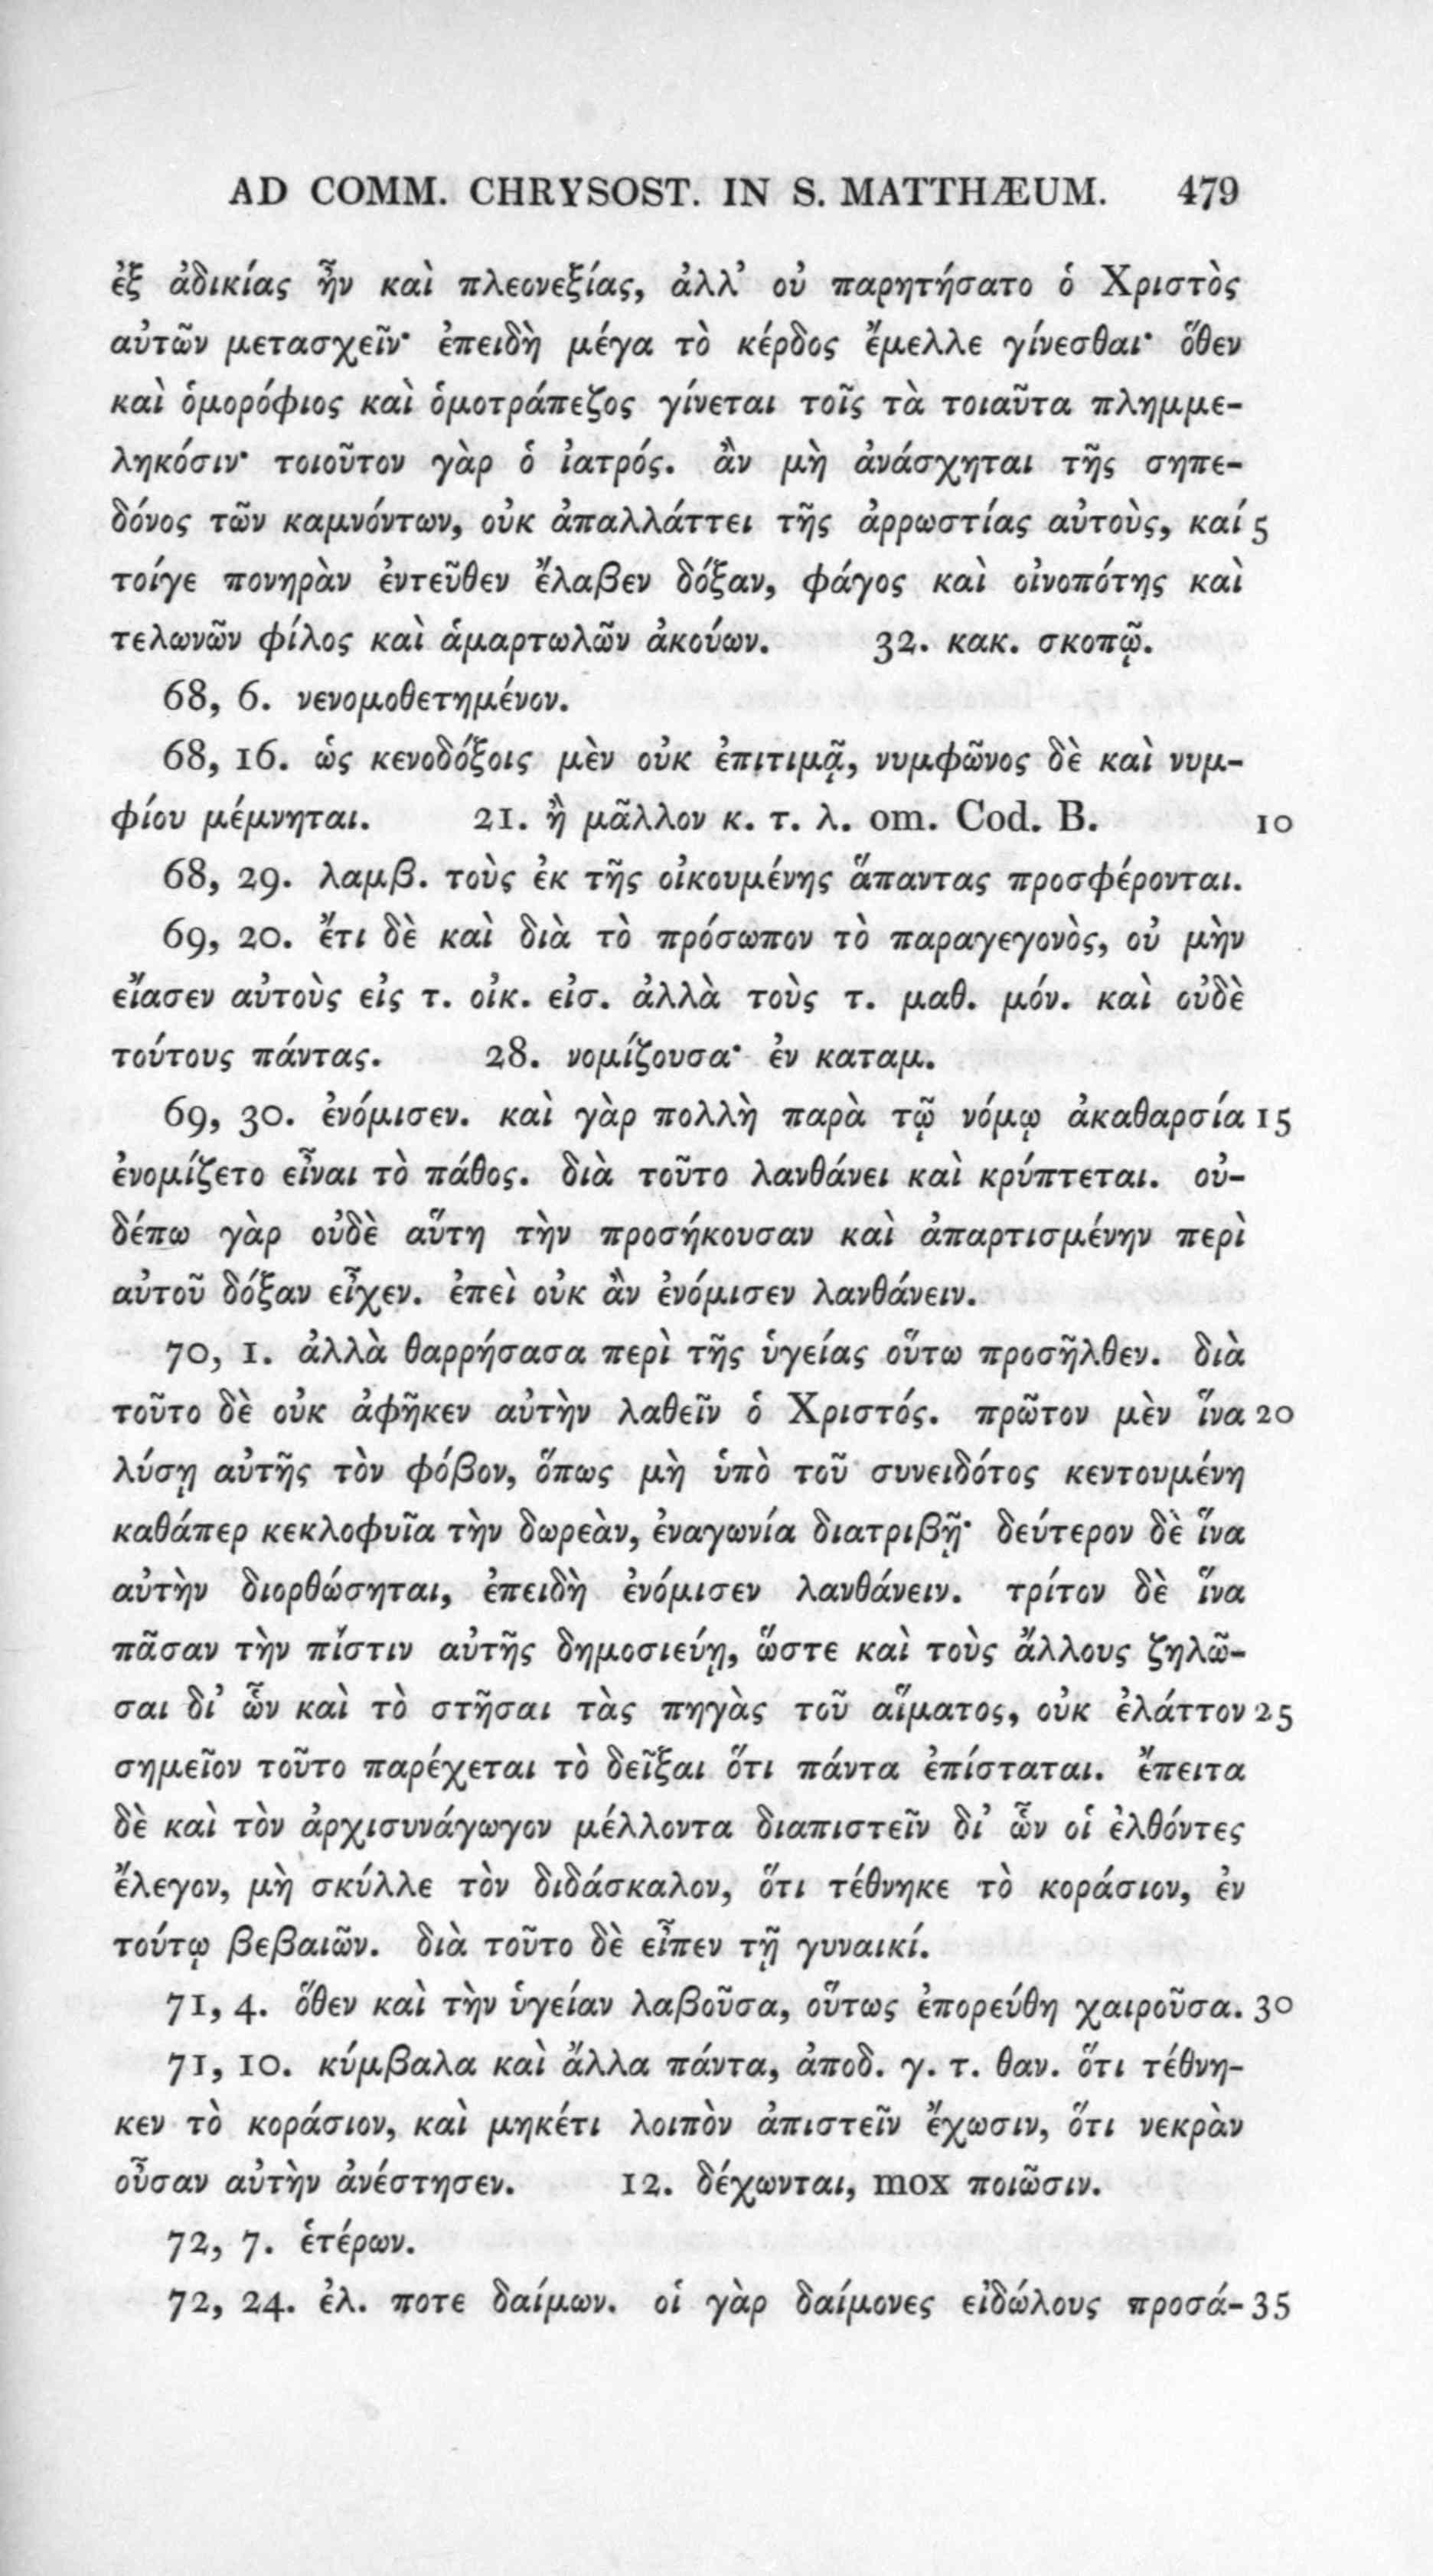 AD COMM. CHRYSOST. IN S. MATTHÆUM. 479
ἐξ ἀδικίας ἦν καὶ πλεονεξίας, ἀλλ’ οὐ παρητήσατο ὁ Χριστὸς
αὐτῶν μετασχεῖν· ἐπειδὴ μέγα τὸ κέρδος ἔμελλε γίνεσθαι· ὅθεν
καὶ ὁμορόφιος καὶ ὁμοτράπεζος γίνεται τοῖς τὰ τοιαῦτα πλημμε-
ληκόσιν· τοιοῦτον γὰρ ὁ ἰατρός. ἂν μὴ ἀνάσχηται τῆς σηπε-
δόνος τῶν καμνόντων, οὐκ ἀπαλλάττει τῆς ἀρρωστίας αὐτοὺς, καί 5
τοίγε πονηρὰν ἐντεῦθεν ἔλαβεν δόξαν, φάγος καὶ οἰνοπότης καὶ
τελωνῶν φίλος καὶ ἁμαρτωλῶν ἀκούων. 32. κακ. σκοπῷ.
68, 6. νενομοθετημένον.
68, 16. ὡς κενοδόξοις μὲν οὐκ ἐπιτιμᾷ, νυμφῶνος δὲ καὶ νυμ-
φίου μέμνηται. 21. ἢ μᾶλλον κ. τ. λ. om. Cod. B. 10
68, 29. λαμβ. τοὺς ἐκ τῆς οἰκουμένης ἅπαντας προσφέρονται.
69, 20. ἔτι δὲ καὶ διὰ τὸ πρόσωπον τὸ παραγεγονὸς, οὐ μὴν
εἴασεν αὐτοὺς εἰς τ. οἰκ. εἰσ. ἀλλὰ τοὺς τ. μαθ. μόν. καὶ οὐδὲ
τούτους πάντας. 28. νομίζουσα· ἐν καταμ.
69, 30. ἐνόμισεν. καὶ γὰρ πολλὴ παρὰ τῷ νόμῳ ἀκαθαρσία 15
ἐνομίζετο εἶναι τὸ πάθος. διὰ τοῦτο λανθάνει καὶ κρύπτεται. οὐ-
δέπω γὰρ οὐδὲ αὕτη τὴν προσήκουσαν καὶ ἀπαρτισμένην περὶ
αὐτοῦ δόξαν εἶχεν. ἐπεὶ οὐκ ἂν ἐνόμισεν λανθάνειν.
70, 1. ἀλλὰ θαρρήσασα περὶ τῆς ὑγείας οὕτω προσῆλθεν. διὰ
τοῦτο δὲ οὐκ ἀφῆκεν αὐτὴν λαθεῖν ὁ Χριστός. πρῶτον μὲν ἵνα 20
λύσῃ αὐτῆς τὸν φόβον, ὅπως μὴ ὑπὸ τοῦ συνειδότος κεντουμένη
καθάπερ κεκλοφυῖα τὴν δωρεὰν, ἐναγωνία διατριβῇ· δεύτερον δὲ ἵνα
αὐτὴν διορθώσηται, ἐπειδὴ ἐνόμισεν λανθάνειν. τρίτον δὲ ἵνα
πᾶσαν τὴν πίστιν αὐτῆς δημοσιεύῃ, ὥστε καὶ τοὺς ἄλλους ζηλῶ-
σαι δι’ ὧν καὶ τὸ στῆσαι τὰς πηγὰς τοῦ αἵματος, οὐκ ἐλάττον 25
σημεῖον τοῦτο παρέχεται τὸ δεῖξαι ὅτι πάντα ἐπίσταται. ἔπειτα
δὲ καὶ τὸν ἀρχισυνάγωγον μέλλοντα διαπιστεῖν δι’ ὧν οἱ ἐλθόντες
ἔλεγον, μὴ σκύλλε τὸν διδάσκαλον, ὅτι τέθνηκε τὸ κοράσιον, ἐν
τούτῳ βεβαιῶν. διὰ τοῦτο δὲ εἶπεν τῇ γυναικί.
71, 4. ὅθεν καὶ τὴν ὑγείαν λαβοῦσα, οὕτως ἐπορεύθη χαιροῦσα. 30
71, 10. κύμβαλα καὶ ἄλλα πάντα, ἀποδ. γ. τ. θαν. ὅτι τέθνη-
κεν τὸ κοράσιον, καὶ μηκέτι λοιπὸν ἀπιστεῖν ἔχωσιν, ὅτι νεκρὰν
οὖσαν αὐτὴν ἀνέστησεν. 12. δέχωνται, mox ποιῶσιν.
72, 7. ἑτέρων.
72, 24. ἐλ. ποτε δαίμων. οἱ γὰρ δαίμονες εἰδώλους προσά- 35